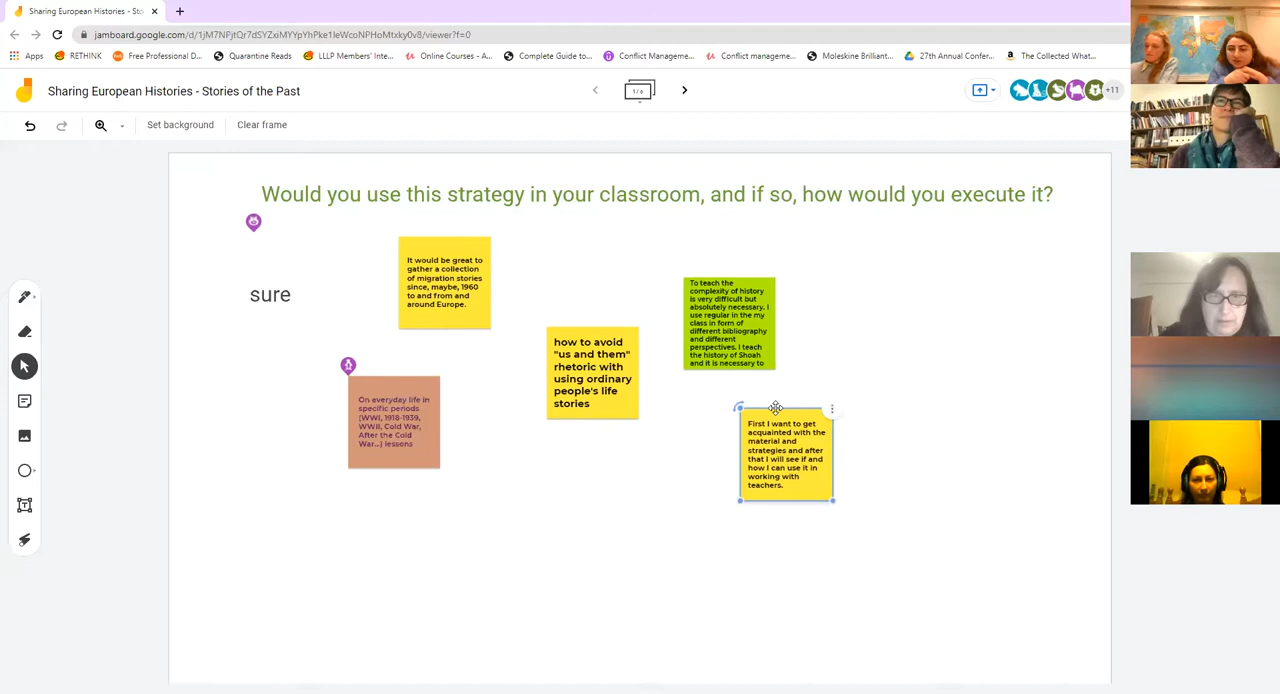 Sharing European Histories - Sto
jamboard.google.com/d/1jM7NPjtQr7dSYZxiMYYpYhPke1IeWcoNPHoMtxky0v8/viewer?f=0
Apps
RETHINK
Free Professional D...
Quarantine Reads
LLLP Members' Inte...
Online Courses - A...
Complete Guide to...
Conflict Manageme...
Conflict manageme...
Moleskine Brilliant...
27th Annual Confer...
The Collected What...
Sharing European Histories - Stories of the Past
1/6
+11
Set background
Clear frame
Would you use this strategy in your classroom, and if so, how would you execute it?
sure
It would be great to
gather a collection
of migration stories
since, maybe, 1960
to and from and
around Europe.
On everyday life in
specific periods
(WWI, 1918-1939,
WWII, Cold War,
After the Cold
War...) lessons
how to avoid
"us and them"
rhetoric with
using ordinary
people's life
stories
To teach the
complexity of history
is very difficult but
absolutely necessary. I
use regular in the my
class in form of
different bibliography
and different
perspectives. I teach
the history of Shoah
and it is necessary to
First I want to get
acquainted with the
material and
strategies and after
that I will see if and
how I can use it in
working with
teachers.